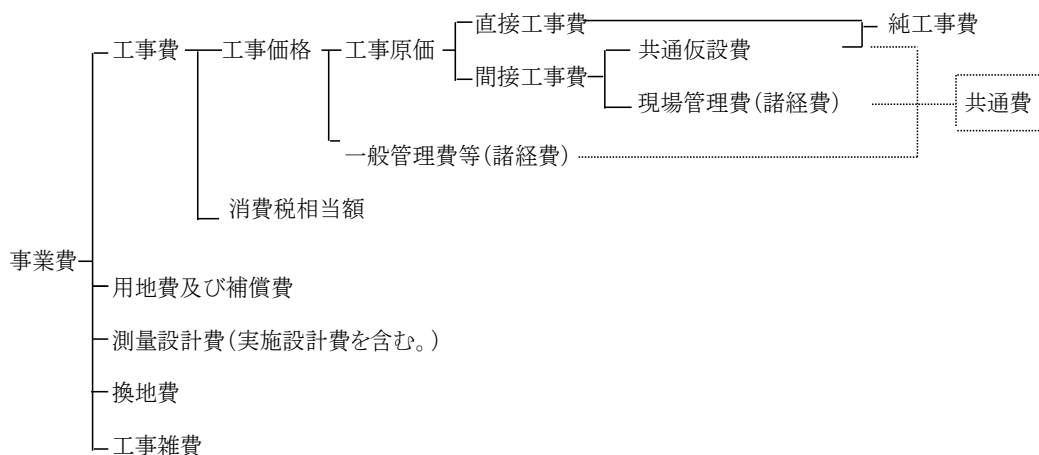 直接工事費
純工事費
工事費
工事価格
工事原価
共通仮設費
間接工事費
現場管理費（諸経費）
共通費
一般管理費等（諸経費）
消費税相当額
事業費
用地費及び補償費
測量設計費（実施設計費を含む。）
換地費
工事雑費